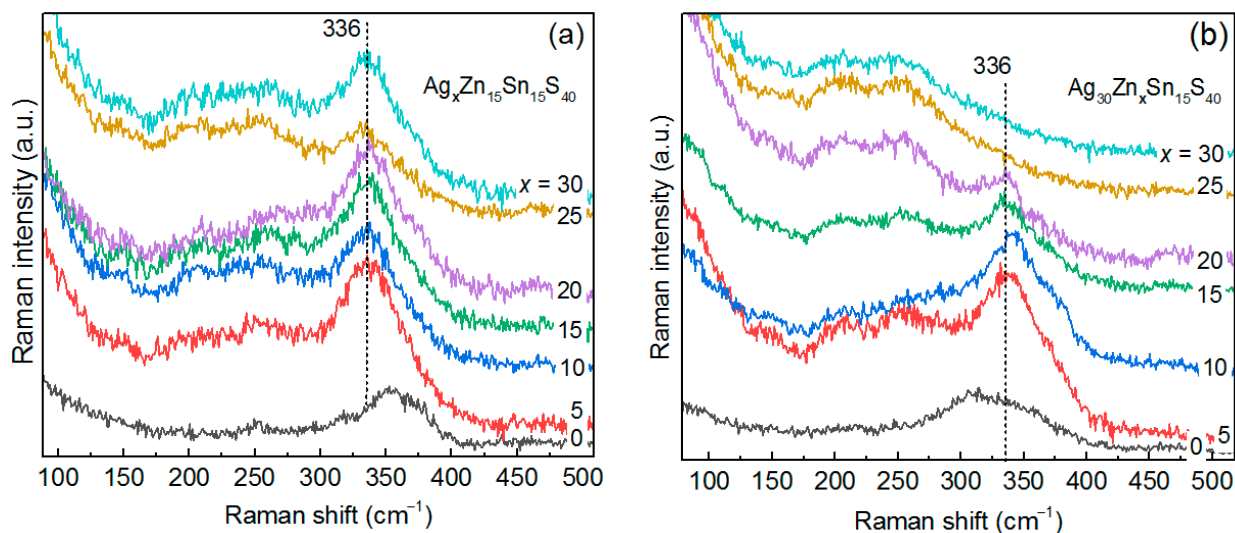 336
(a)
AgₓZn₁₅Sn₁₅S₄₀
x = 30
25
20
15
10
5
0
Raman intensity (a.u.)
100 150 200 250 300 350 400 450 500
Raman shift (cm⁻¹)
(b)
336
Ag₃₀ZnₓSn₁₅S₄₀
x = 30
25
20
15
10
5
0
Raman intensity (a.u.)
100 150 200 250 300 350 400 450 500
Raman shift (cm⁻¹)